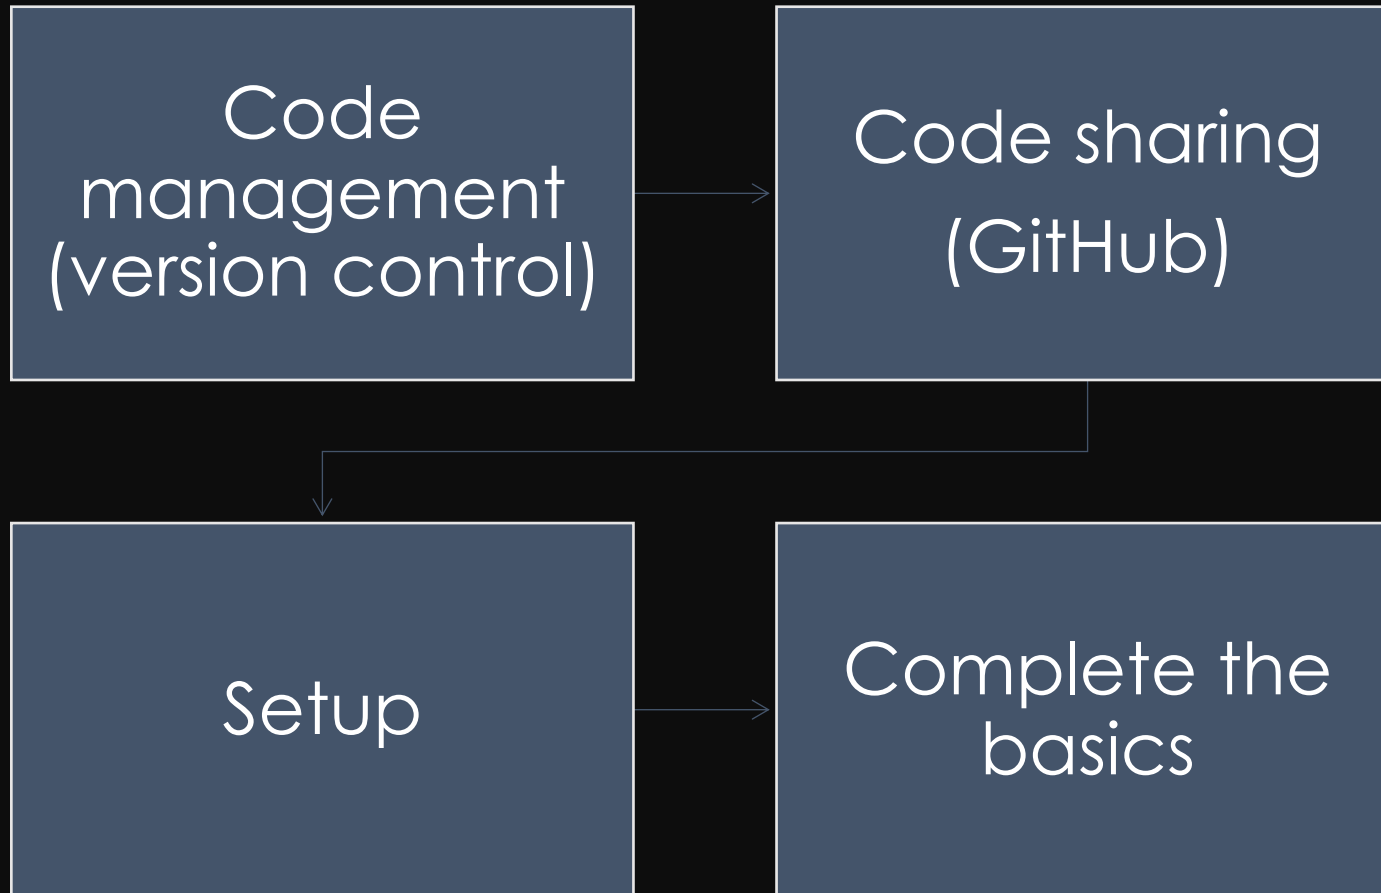 Code
management
(version control)
Code sharing
(GitHub)
Setup
Complete the
basics